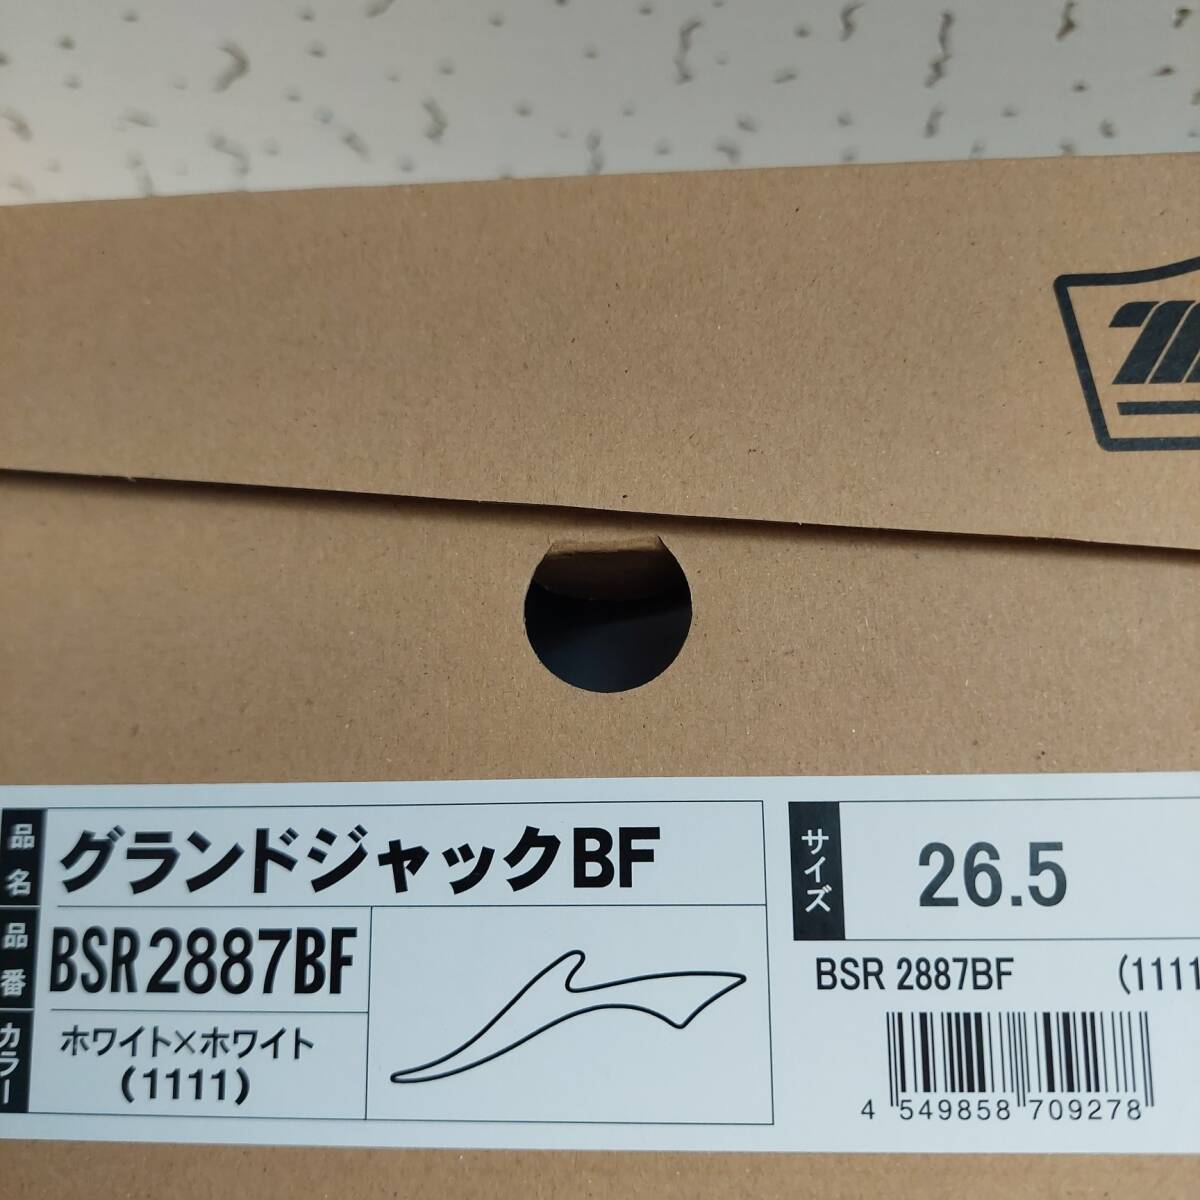 品名
グランドジャックBF
品番
BSR2887BF
カラー
ホワイト×ホワイト
(1111)
サイズ
26.5
BSR 2887BF (1111
4 549858 709278